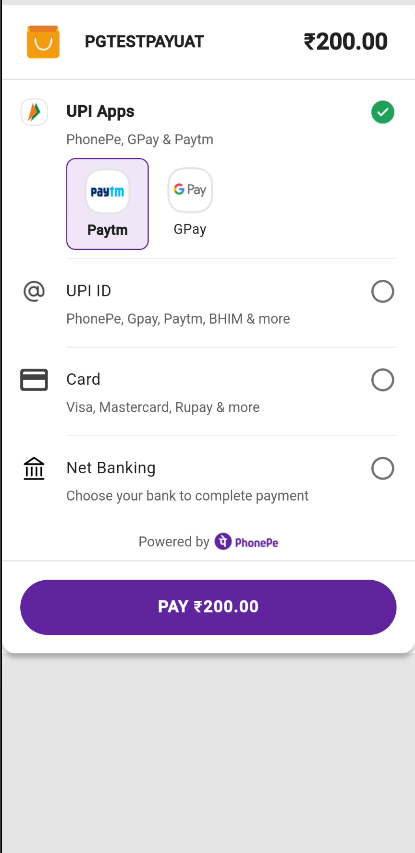 PGTESTPAYUAT ₹200.00
UPI Apps
PhonePe, GPay & Paytm
paytm G Pay
Paytm GPay
@ UPI ID
PhonePe, Gpay, Paytm, BHIM & more
Card
Visa, Mastercard, Rupay & more
Net Banking
Choose your bank to complete payment
Powered by पे PhonePe
PAY ₹200.00